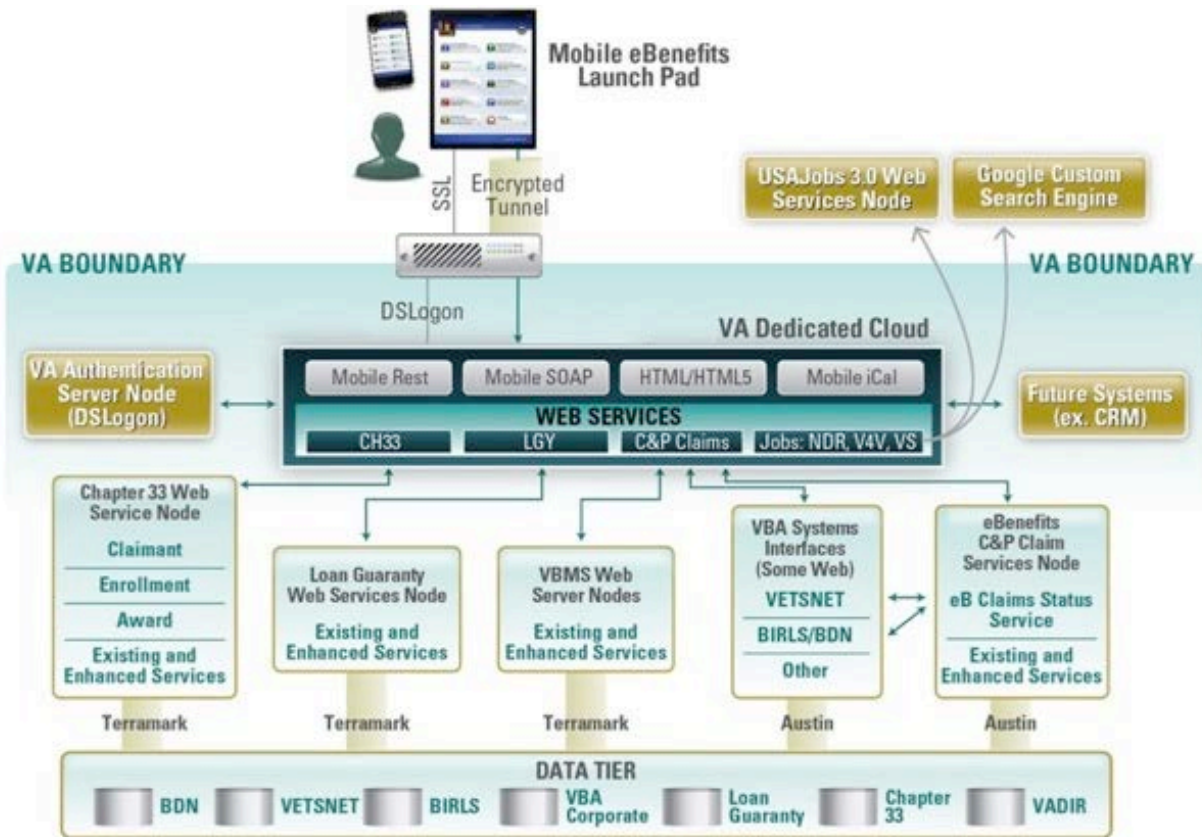 Mobile eBenefits
Launch Pad
SSL
Encrypted
Tunnel
USAJobs 3.0 Web
Services Node
Google Custom
Search Engine
VA BOUNDARY
VA BOUNDARY
DSLogon
VA Dedicated Cloud
VA Authentication
Server Node
(DSLogon)
Mobile Rest
Mobile SOAP
HTML/HTML5
Mobile iCal
WEB SERVICES
CH33
LGY
C&P Claims
Jobs: NDR, V4V, VS
Future Systems
(ex. CRM)
Chapter 33 Web
Service Node
Claimant
Enrollment
Award
Existing and
Enhanced Services
Loan Guaranty
Web Services Node
Existing and
Enhanced Services
VBMS Web
Server Nodes
Existing and
Enhanced Services
VBA Systems
Interfaces
(Some Web)
VETSNET
BIRLS/BDN
Other
eBenefits
C&P Claim
Services Node
eB Claims Status
Service
Existing and
Enhanced Services
Terramark
Terramark
Terramark
Austin
Austin
DATA TIER
BDN
VETSNET
BIRLS
VBA
Corporate
Loan
Guaranty
Chapter
33
VADIR